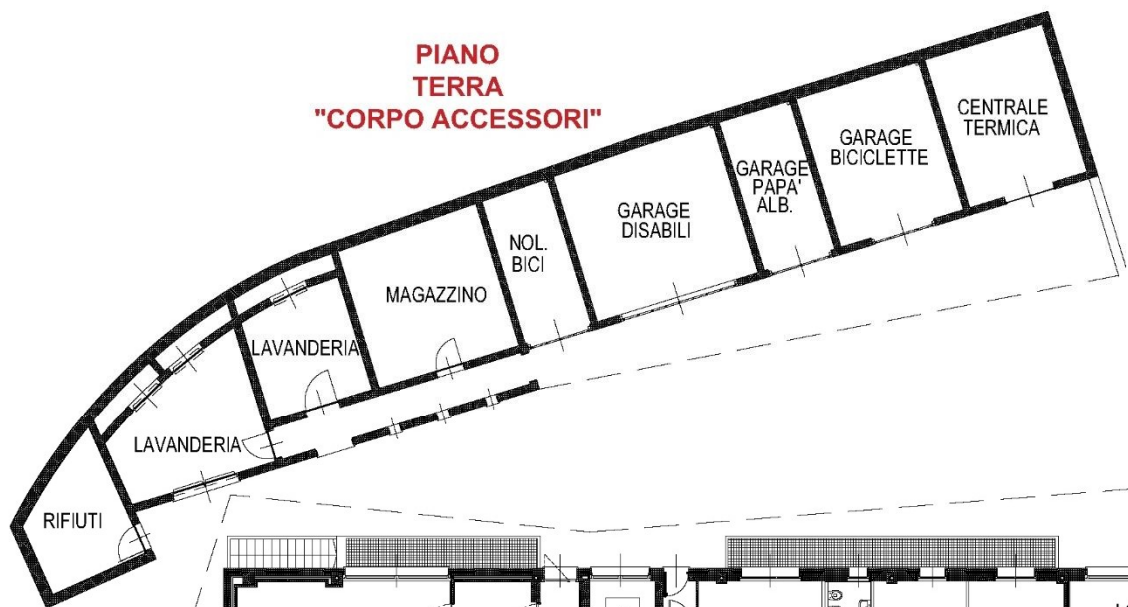 PIANO
TERRA
"CORPO ACCESSORI"
CENTRALE
TERMICA
GARAGE
BICICLETTE
GARAGE
PAPA'
ALB.
GARAGE
DISABILI
NOL.
BICI
MAGAZZINO
LAVANDERIA
LAVANDERIA
RIFIUTI